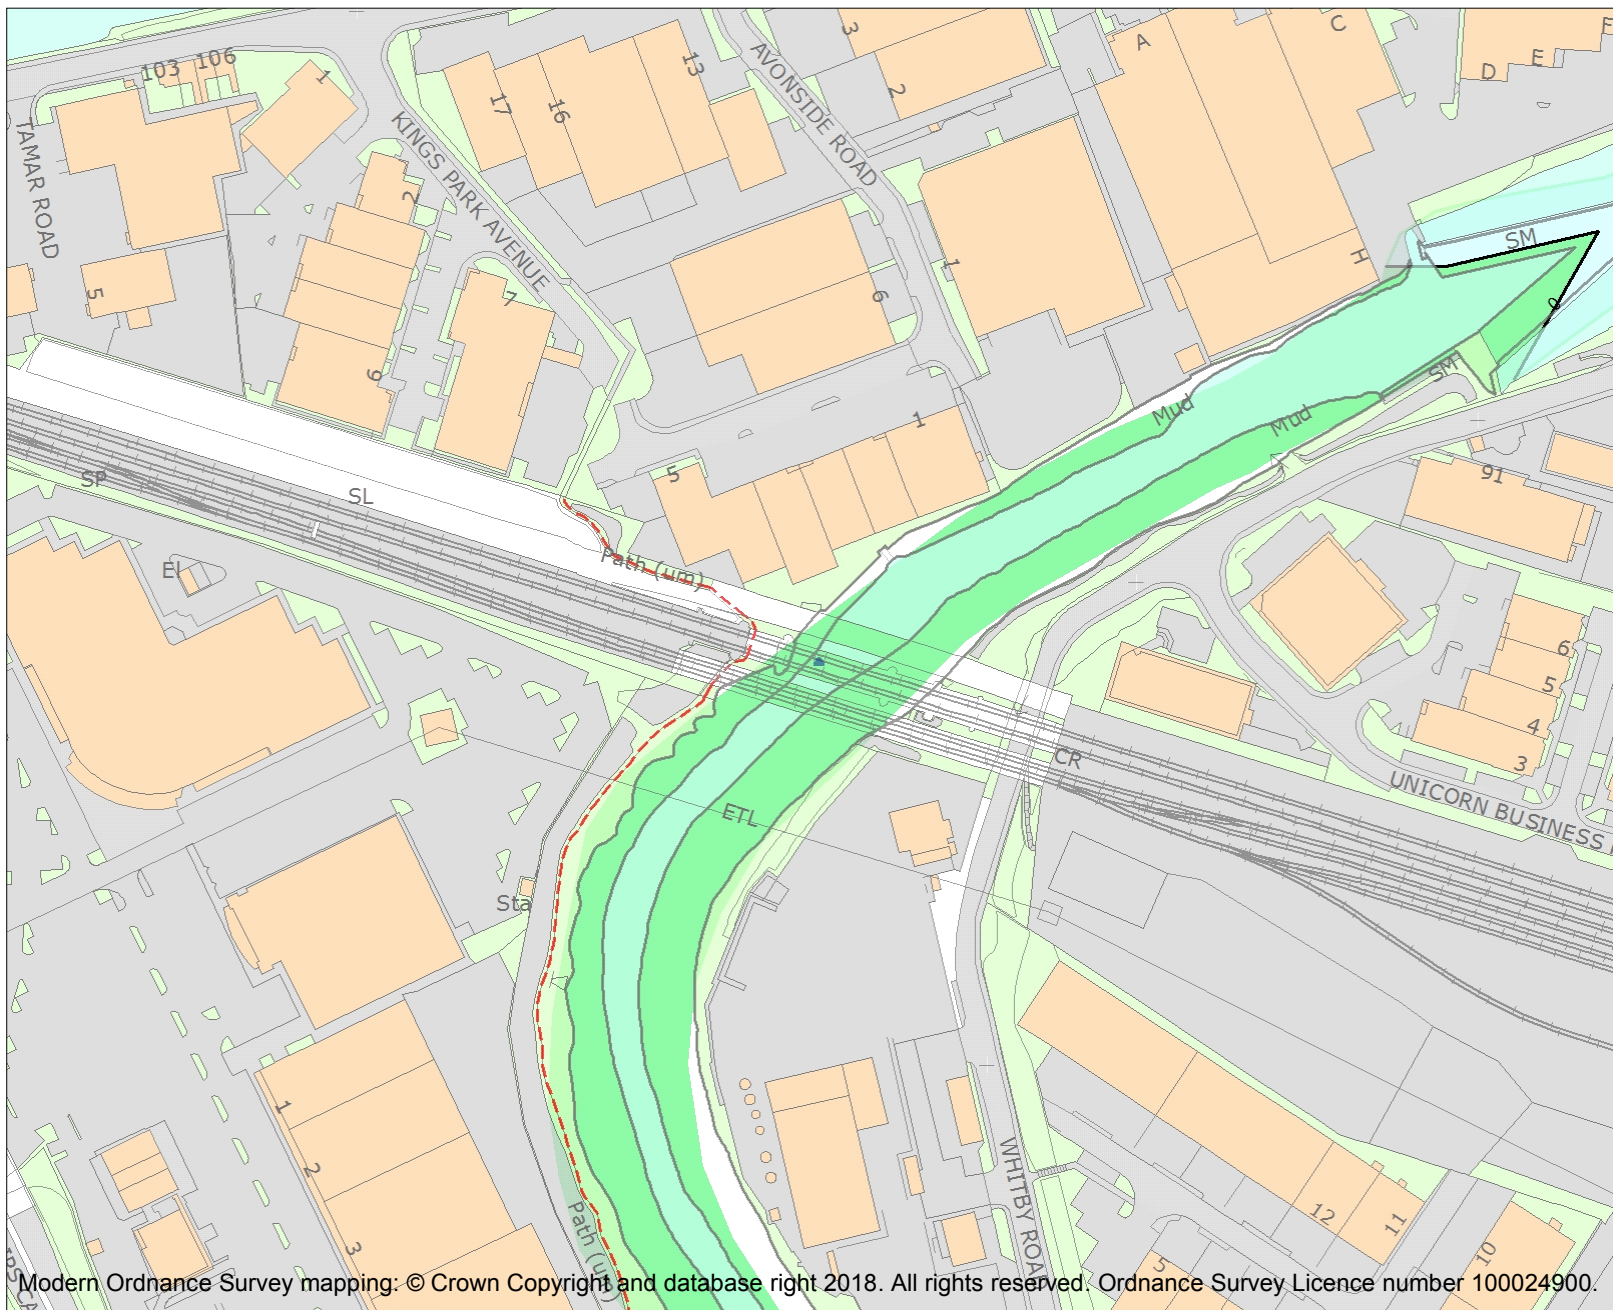 103
106
1
17
16
13
AVONSIDE ROAD
3
2
A
C
D
E
F
TAMAR ROAD
KINGS PARK AVENUE
2
5
7
6
6
1
H
SM
SM
Mud
Mud
1
5
SP
SL
Path (um)
El
91
6
5
4
3
CR
UNICORN BUSINESS
ETL
Sta
1
2
3
Path (um)
WHITBY ROAD
12
11
10
5
Modern Ordnance Survey mapping: © Crown Copyright and database right 2018. All rights reserved. Ordnance Survey Licence number 100024900.